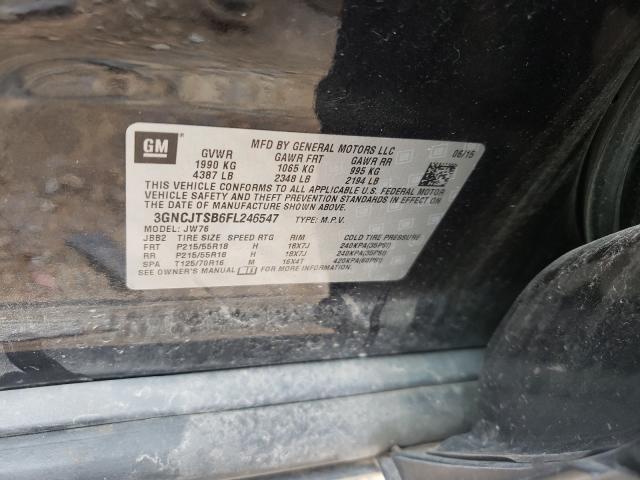 GM
MFD BY GENERAL MOTORS LLC
GVWR GAWR FRT GAWR RR 06/15
1990 KG 1065 KG 995 KG
4387 LB 2348 LB 2194 LB
THIS VEHICLE CONFORMS TO ALL APPLICABLE U.S. FEDERAL MOTOR
VEHICLE SAFETY AND THEFT PREVENTION STANDARDS IN EFFECT ON
THE DATE OF MANUFACTURE SHOWN ABOVE.
3GNCJTSB6FL246547 TYPE: M.P.V.
MODEL: JW76
JBB2 TIRE SIZE SPEED RTG RIM COLD TIRE PRESSURE
FRT P215/55R18 H 18X7J 240KPA(35PSI)
RR P215/55R18 H 18X7J 240KPA(35PSI)
SPA T125/70R16 M 16X4T 420KPA(60PSI)
SEE OWNER'S MANUAL